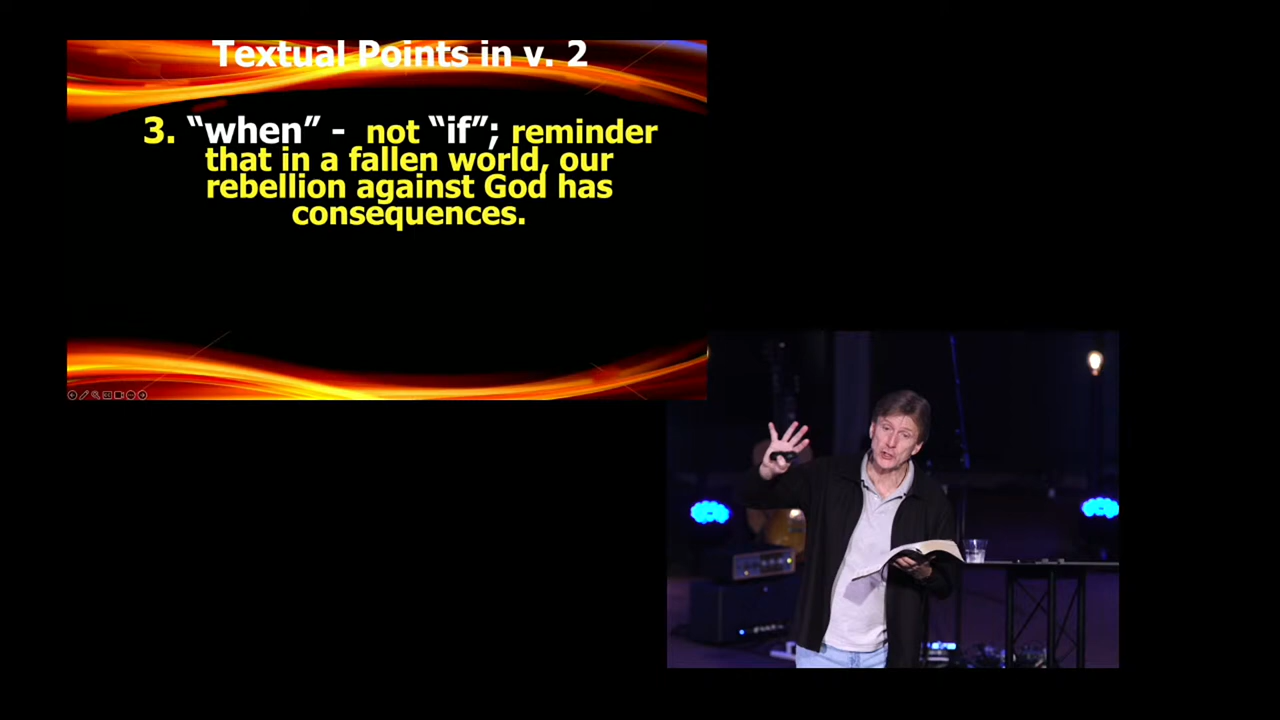 Textual Points in v. 2
3. “when” - not “if”; reminder
that in a fallen world, our
rebellion against God has
consequences.